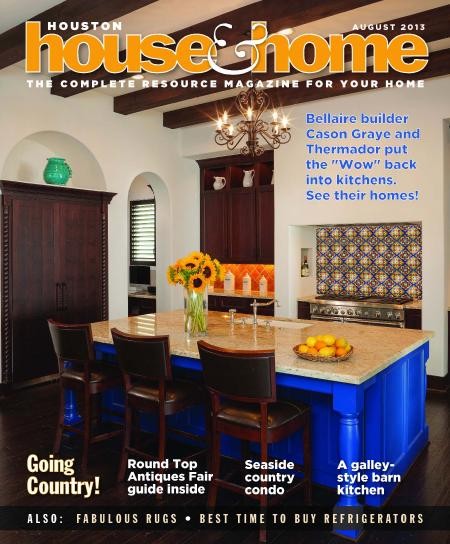 HOUSTON
AUGUST 2013
house&home
THE COMPLETE RESOURCE MAGAZINE FOR YOUR HOME
Bellaire builder
Cason Graye and
Thermador put
the "Wow" back
into kitchens.
See their homes!
Going
Country!
Round Top
Antiques Fair
guide inside
Seaside
country
condo
A galley-
style barn
kitchen
ALSO: FABULOUS RUGS • BEST TIME TO BUY REFRIGERATORS